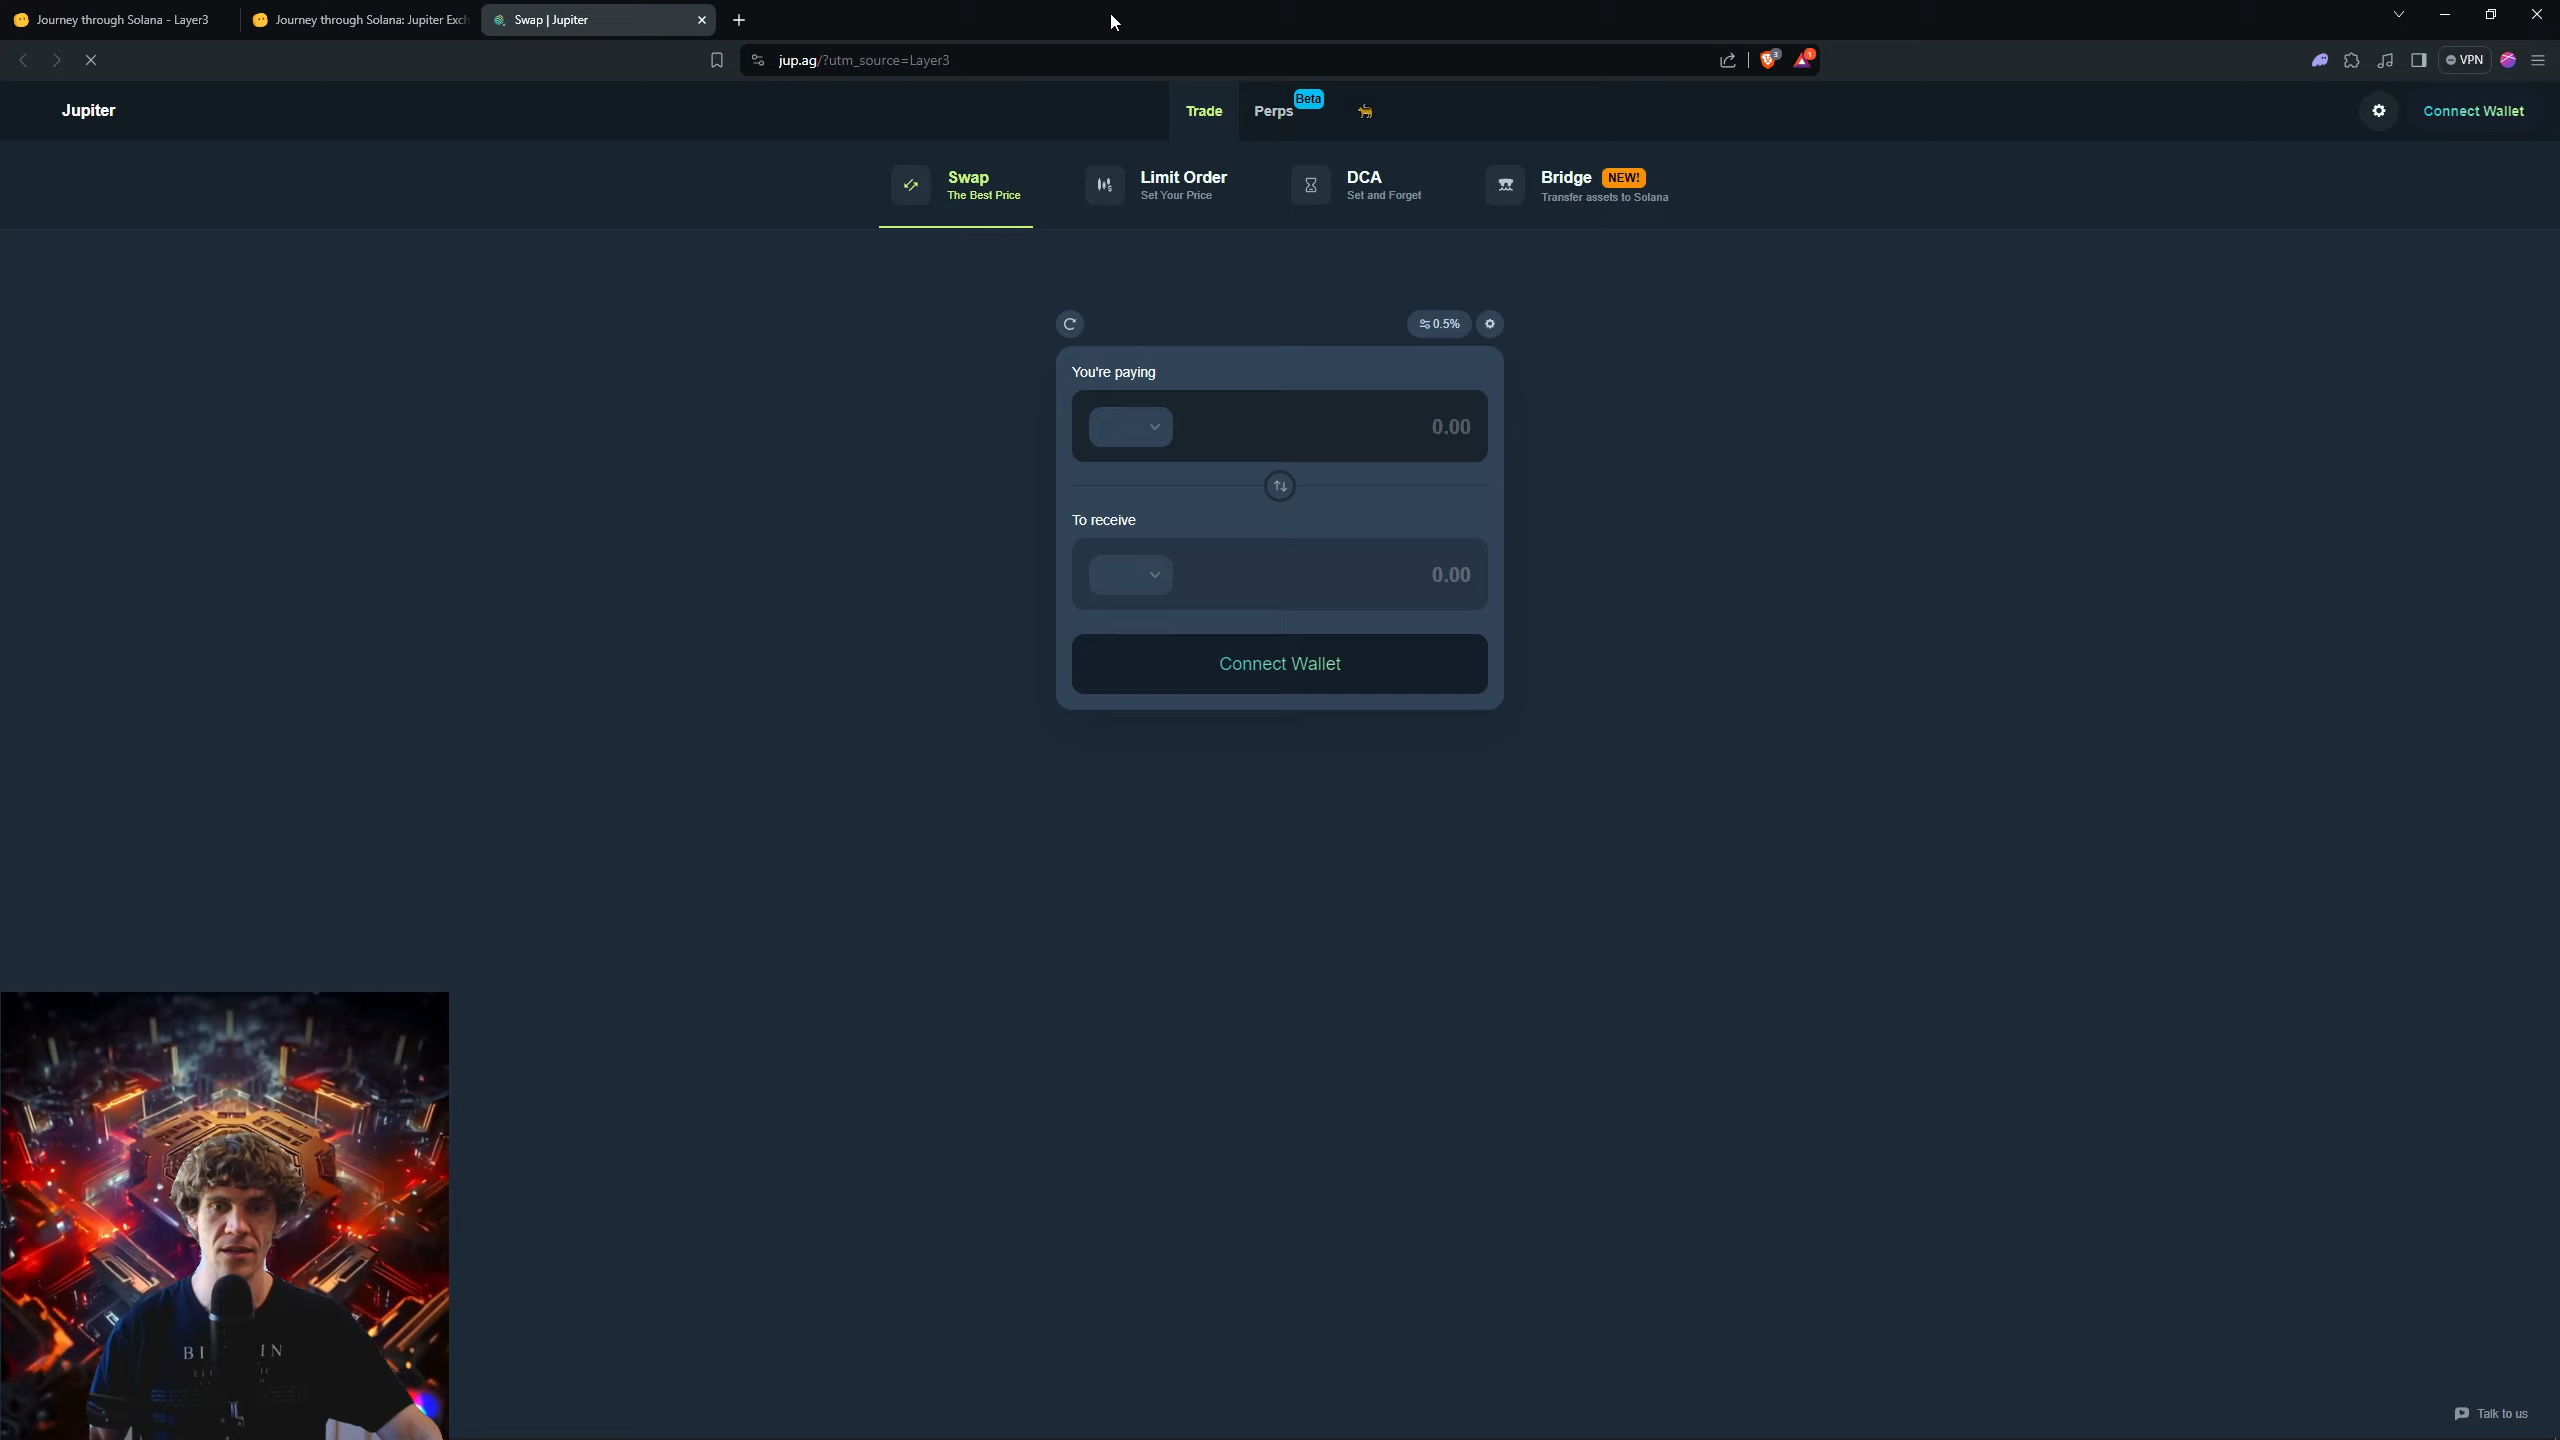 Journey through Solana - Layer3
Journey through Solana: Jupiter Exch
Swap | Jupiter
jup.ag/?utm_source=Layer3
3
1
VPN
Jupiter
Trade
Perps
Beta
Connect Wallet
Swap
The Best Price
Limit Order
Set Your Price
DCA
Set and Forget
Bridge NEW!
Transfer assets to Solana
0.5%
You're paying
0.00
To receive
0.00
Connect Wallet
Talk to us